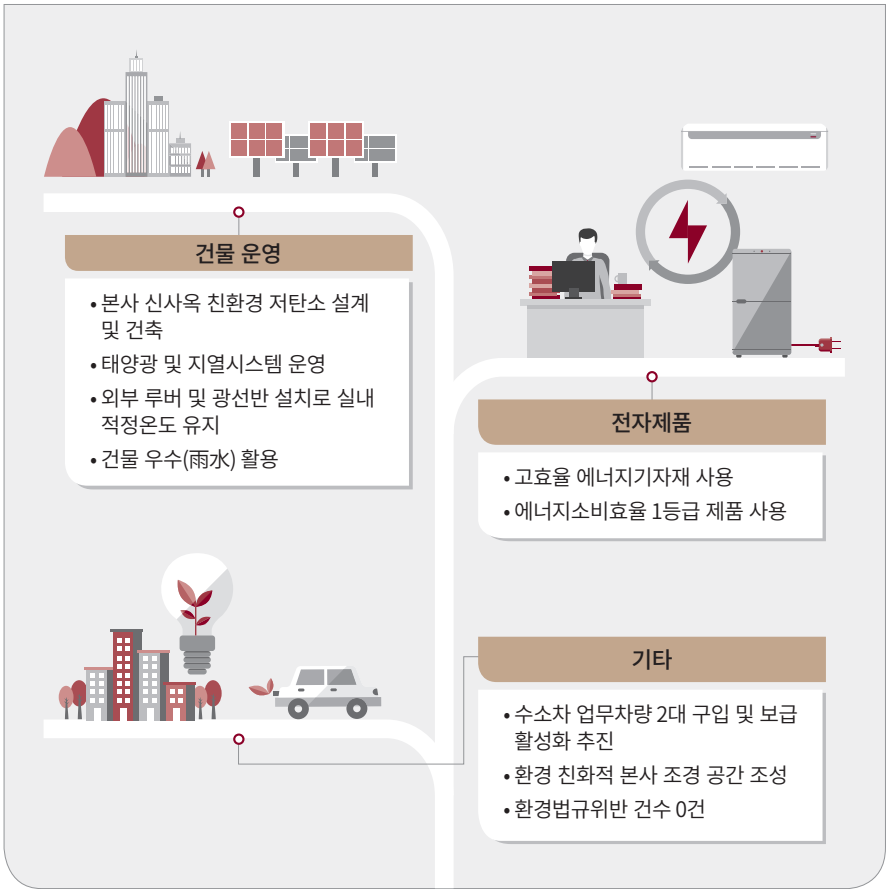 건물 운영
• 본사 신사옥 친환경 저탄소 설계
및 건축
• 태양광 및 지열시스템 운영
• 외부 루버 및 광선반 설치로 실내
적정온도 유지
• 건물 우수(雨水) 활용
전자제품
• 고효율 에너지기자재 사용
• 에너지소비효율 1등급 제품 사용
기타
• 수소차 업무차량 2대 구입 및 보급
활성화 추진
• 환경 친화적 본사 조경 공간 조성
• 환경법규위반 건수 0건